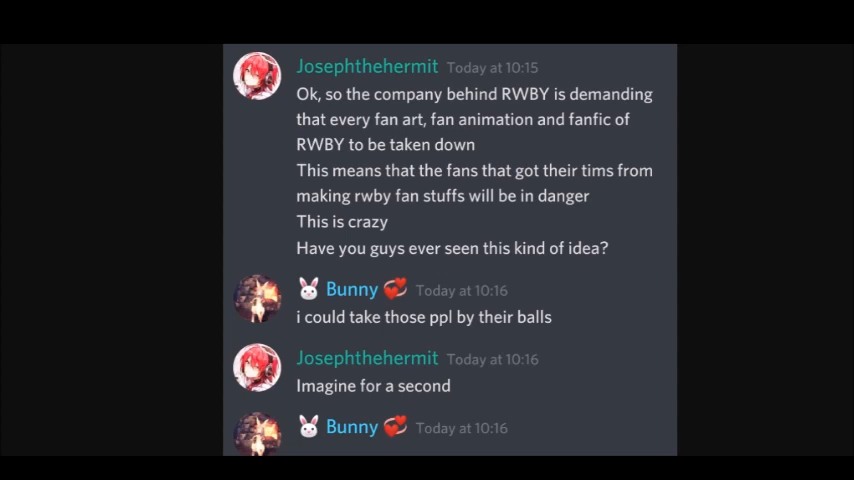 Josephthehermit Today at 10:15
Ok, so the company behind RWBY is demanding
that every fan art, fan animation and fanfic of
RWBY to be taken down
This means that the fans that got their tims from
making rwby fan stuffs will be in danger
This is crazy
Have you guys ever seen this kind of idea?
🐰 Bunny 💞 Today at 10:16
i could take those ppl by their balls
Josephthehermit Today at 10:16
Imagine for a second
🐰 Bunny 💞 Today at 10:16